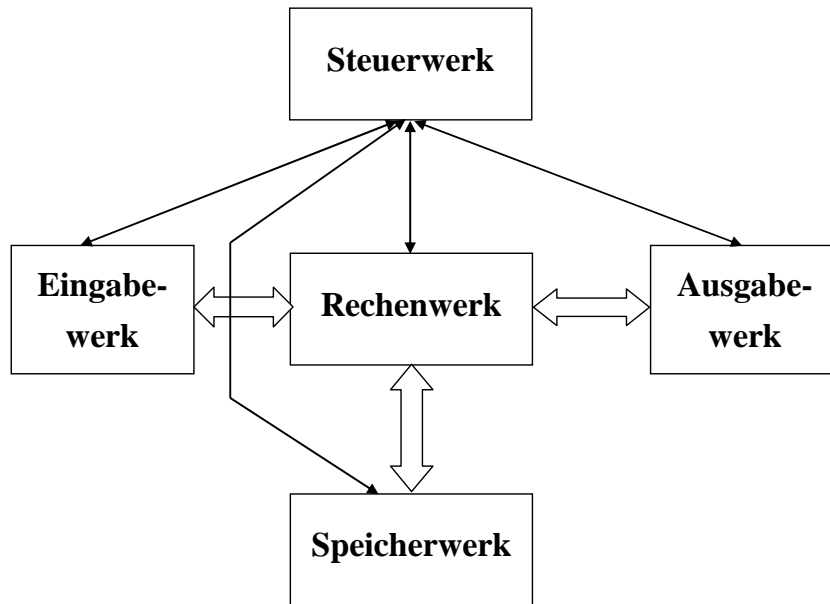 Steuerwerk
Eingabe-
werk
Rechenwerk
Ausgabe-
werk
Speicherwerk